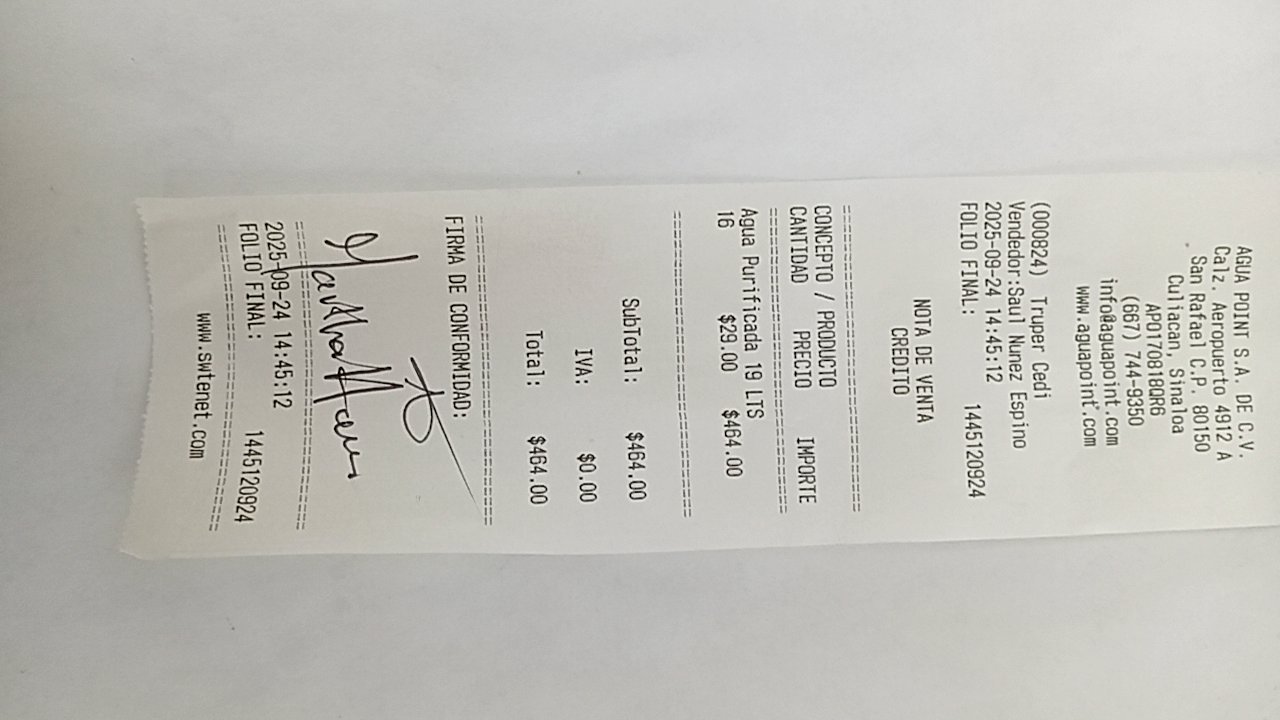 AGUA POINT S.A. DE C.V.
Calz. Aeropuerto 4912 A
San Rafael C.P. 80150
Culiacan, Sinaloa
APO170818QR6
(667) 744-9350
info@aguapoint.com
www.aguapoint.com
(000824) Truper Cedi
Vendedor:Saul Nunez Espino
2025-09-24 14:45:12
FOLIO FINAL: 1445120924
NOTA DE VENTA
CREDITO
CONCEPTO / PRODUCTO
CANTIDAD PRECIO IMPORTE
Agua Purificada 19 LTS
16 $29.00 $464.00
SubTotal: $464.00
IVA: $0.00
Total: $464.00
FIRMA DE CONFORMIDAD:
2025-09-24 14:45:12
FOLIO FINAL: 1445120924
www.swtenet.com